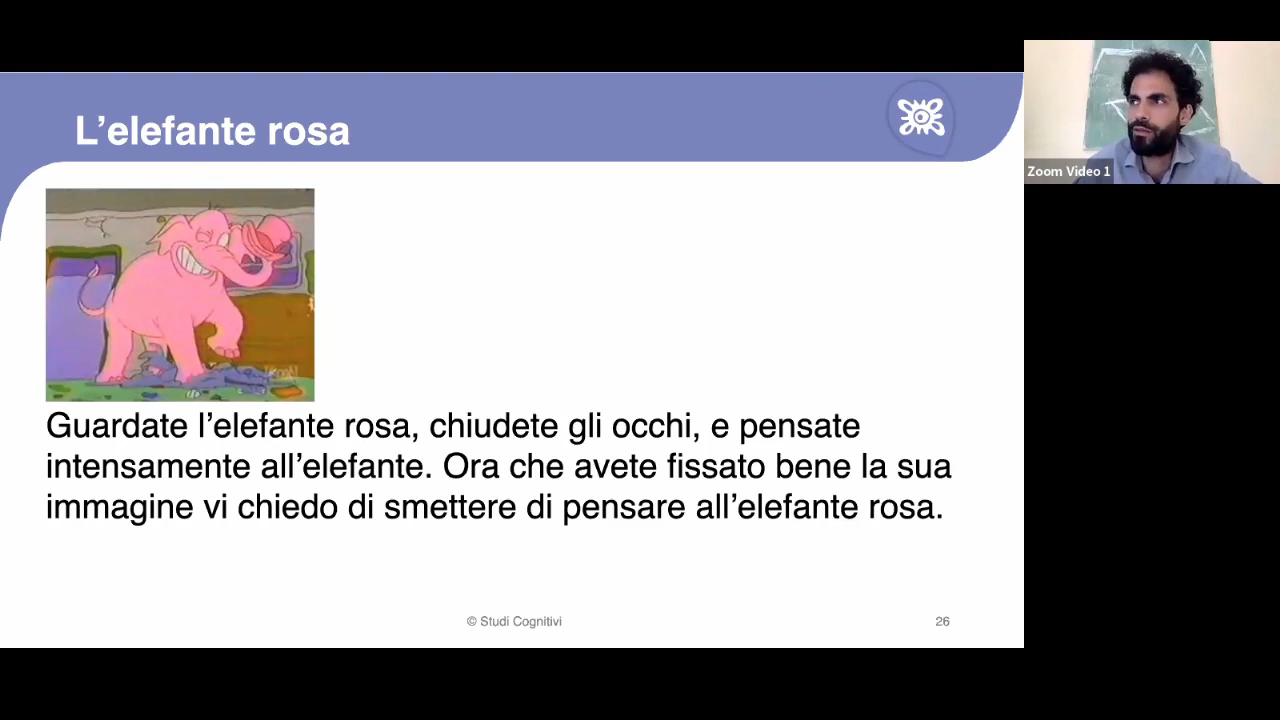 L’elefante rosa
Zoom Video 1
Guardate l’elefante rosa, chiudete gli occhi, e pensate
intensamente all’elefante. Ora che avete fissato bene la sua
immagine vi chiedo di smettere di pensare all’elefante rosa.
© Studi Cognitivi
26